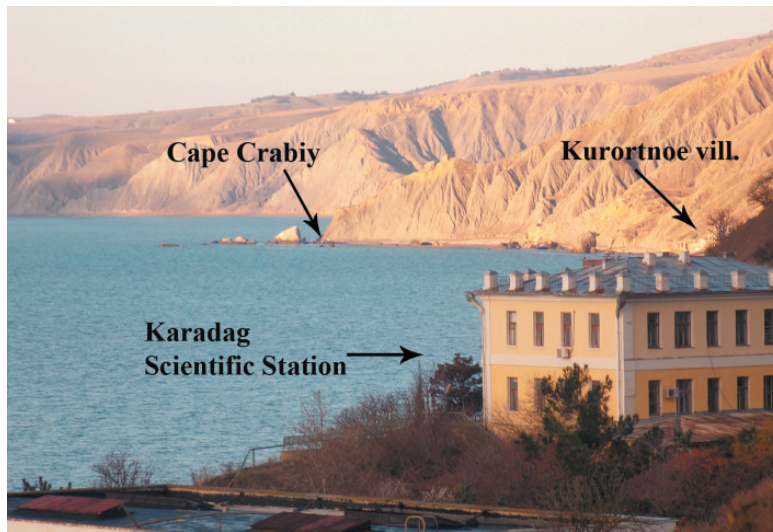 Cape Crabiy
Kurortnoe vill.
Karadag
Scientific Station